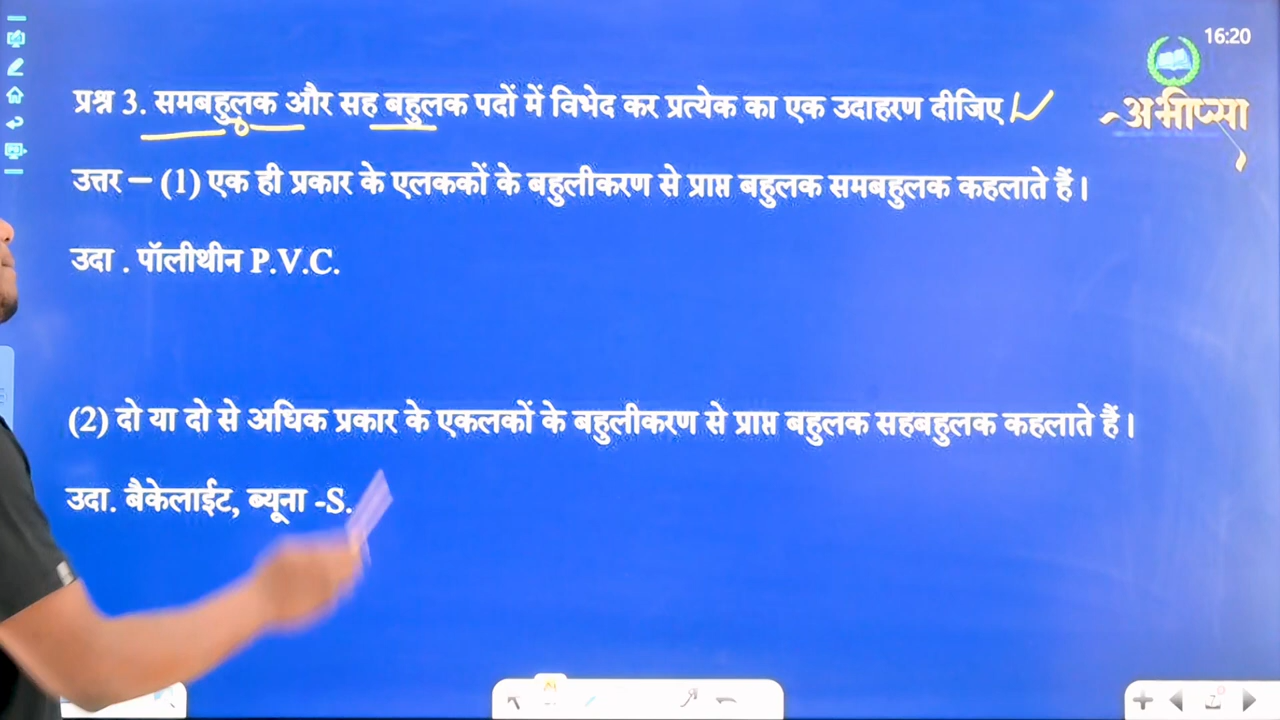 16:20
अभीप्सा
प्रश्न 3. समबहुलक और सह बहुलक पदों में विभेद कर प्रत्येक का एक उदाहरण दीजिए
उत्तर – (1) एक ही प्रकार के एलककों के बहुलीकरण से प्राप्त बहुलक समबहुलक कहलाते हैं।
उदा . पॉलीथीन P.V.C.
(2) दो या दो से अधिक प्रकार के एकलकों के बहुलीकरण से प्राप्त बहुलक सहबहुलक कहलाते हैं।
उदा. बैकेलाईट, ब्यूना -S.